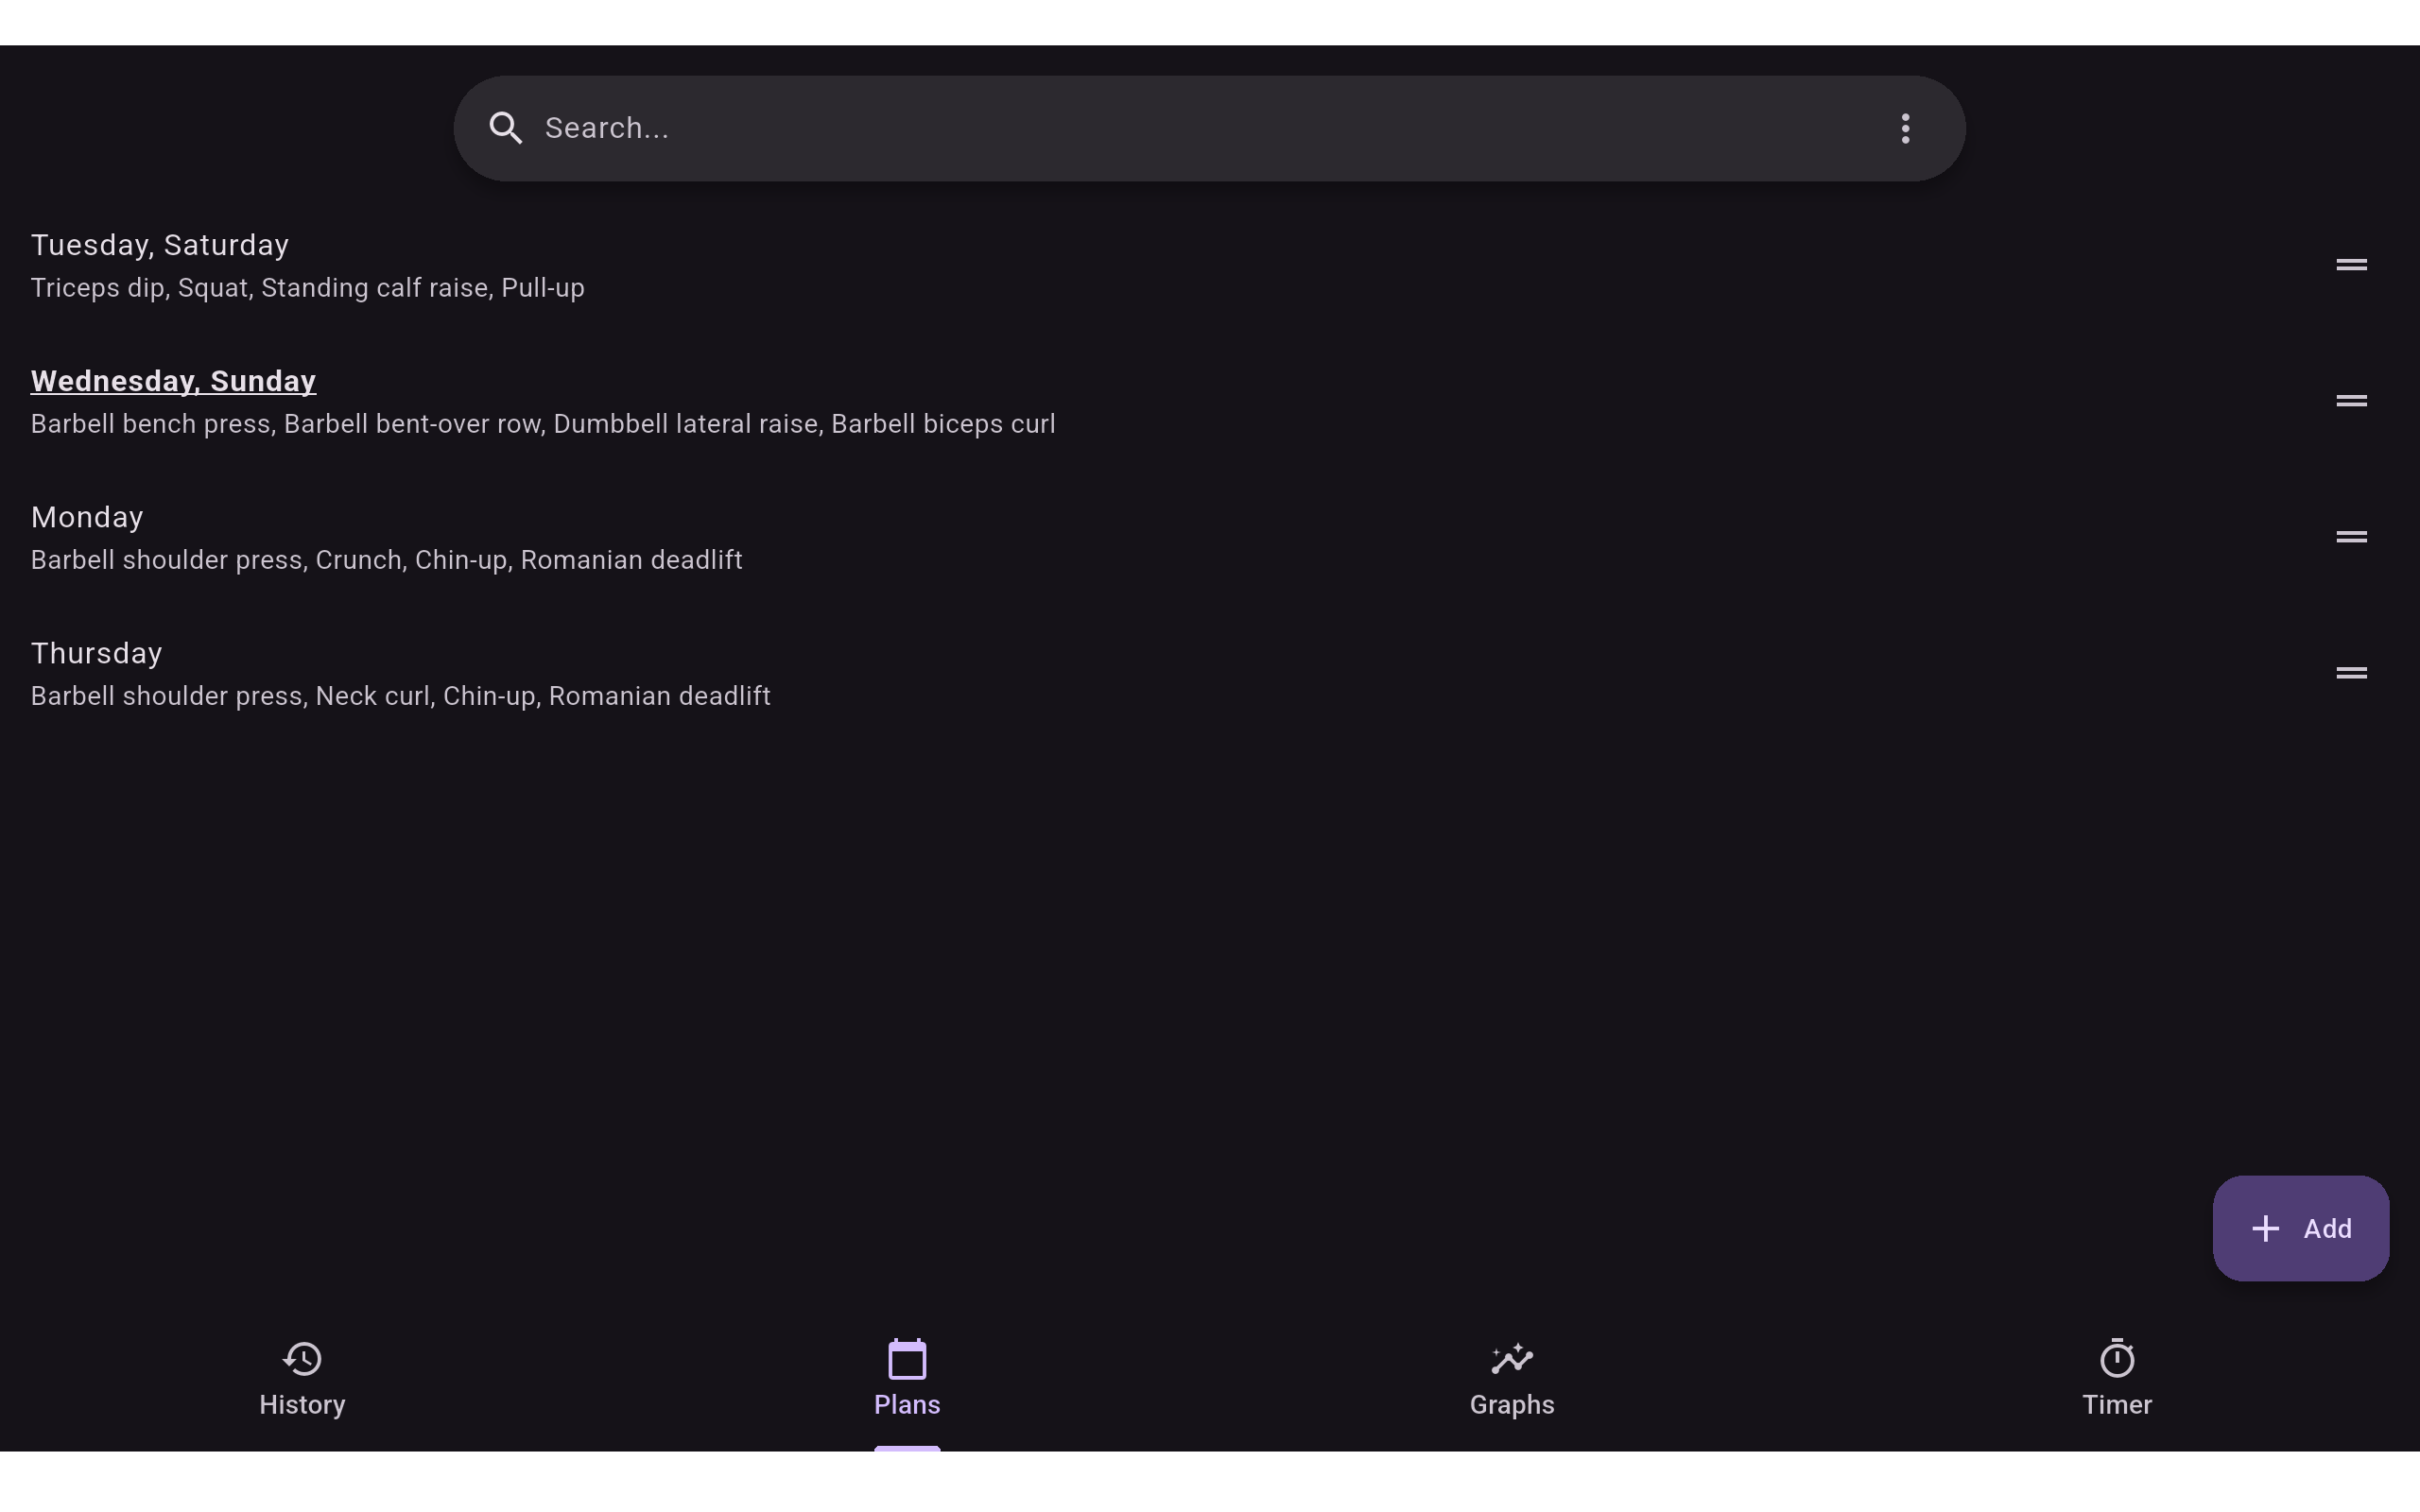 Search...
Tuesday, Saturday
Triceps dip, Squat, Standing calf raise, Pull-up
Wednesday, Sunday
Barbell bench press, Barbell bent-over row, Dumbbell lateral raise, Barbell biceps curl
Monday
Barbell shoulder press, Crunch, Chin-up, Romanian deadlift
Thursday
Barbell shoulder press, Neck curl, Chin-up, Romanian deadlift
Add
History
Plans
Graphs
Timer